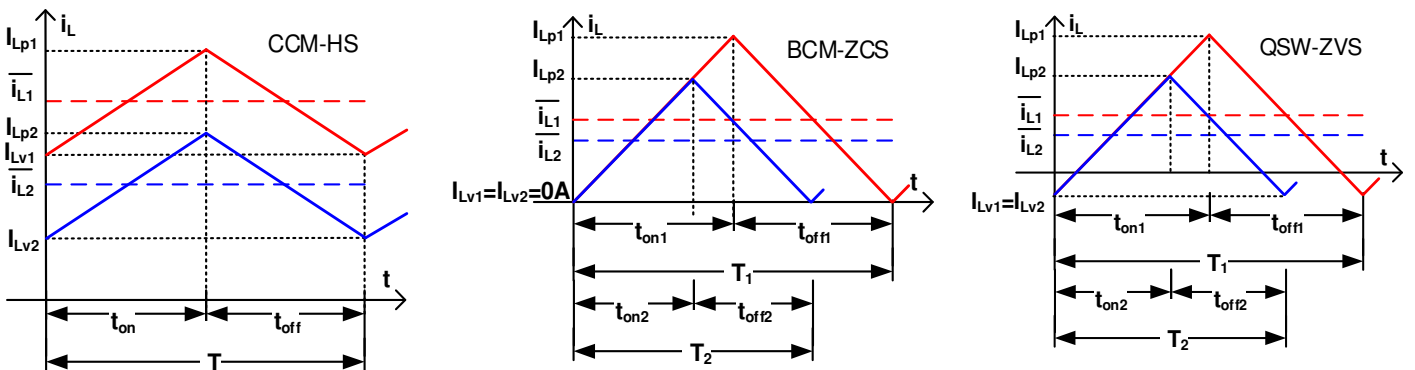 i_L
I_Lp1
CCM-HS
i_L1
I_Lp2
I_Lv1
i_L2
I_Lv2
t
t_on
t_off
T
I_Lp1
i_L
BCM-ZCS
I_Lp2
i_L1
i_L2
t
I_Lv1=I_Lv2=0A
t_on1
t_off1
T_1
t_on2
t_off2
T_2
I_Lp1
i_L
QSW-ZVS
I_Lp2
i_L1
i_L2
t
I_Lv1=I_Lv2
t_on1
t_off1
T_1
t_on2
t_off2
T_2